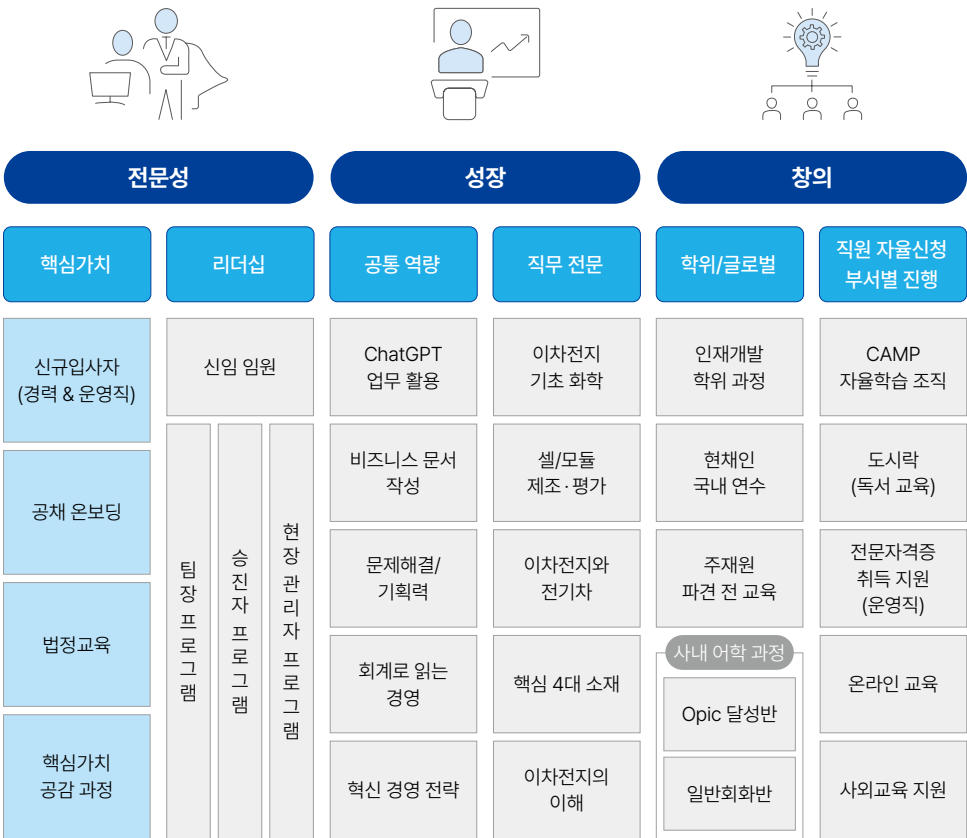 전문성
성장
창의
핵심가치
리더십
공통 역량
직무 전문
학위/글로벌
직원 자율신청
부서별 진행
신규입사자
(경력 & 운영직)
공채 온보딩
법정교육
핵심가치
공감 과정
신임 임원
팀장 프로그램
승진자 프로그램
현장 관리자 프로그램
ChatGPT
업무 활용
비즈니스 문서
작성
문제해결/
기획력
회계로 읽는
경영
혁신 경영 전략
이차전지
기초 화학
셀/모듈
제조·평가
이차전지와
전기차
핵심 4대 소재
이차전지의
이해
인재개발
학위 과정
현채인
국내 연수
주재원
파견 전 교육
사내 어학 과정
Opic 달성반
일반회화반
CAMP
자율학습 조직
도시락
(독서 교육)
전문자격증
취득 지원
(운영직)
온라인 교육
사외교육 지원